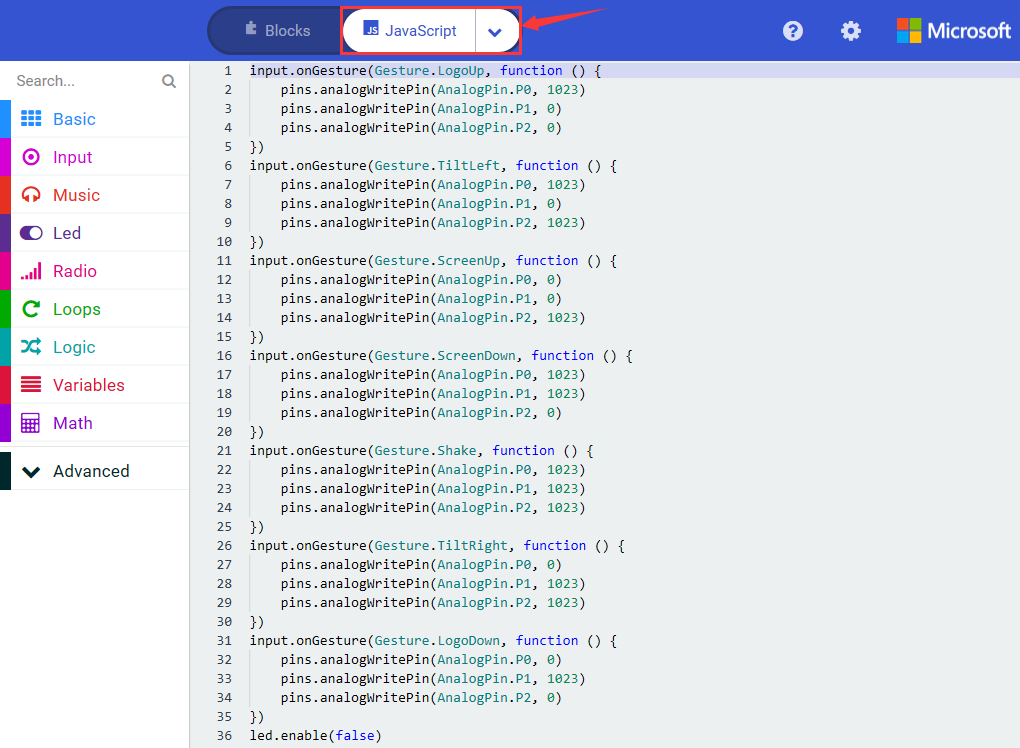 Blocks
JS JavaScript
?
Microsoft
Search...
Basic
Input
Music
Led
Radio
Loops
Logic
Variables
Math
Advanced
1 input.onGesture(Gesture.LogoUp, function () {
2 pins.analogWritePin(AnalogPin.P0, 1023)
3 pins.analogWritePin(AnalogPin.P1, 0)
4 pins.analogWritePin(AnalogPin.P2, 0)
5 })
6 input.onGesture(Gesture.TiltLeft, function () {
7 pins.analogWritePin(AnalogPin.P0, 1023)
8 pins.analogWritePin(AnalogPin.P1, 0)
9 pins.analogWritePin(AnalogPin.P2, 1023)
10 })
11 input.onGesture(Gesture.ScreenUp, function () {
12 pins.analogWritePin(AnalogPin.P0, 0)
13 pins.analogWritePin(AnalogPin.P1, 0)
14 pins.analogWritePin(AnalogPin.P2, 1023)
15 })
16 input.onGesture(Gesture.ScreenDown, function () {
17 pins.analogWritePin(AnalogPin.P0, 1023)
18 pins.analogWritePin(AnalogPin.P1, 1023)
19 pins.analogWritePin(AnalogPin.P2, 0)
20 })
21 input.onGesture(Gesture.Shake, function () {
22 pins.analogWritePin(AnalogPin.P0, 1023)
23 pins.analogWritePin(AnalogPin.P1, 1023)
24 pins.analogWritePin(AnalogPin.P2, 1023)
25 })
26 input.onGesture(Gesture.TiltRight, function () {
27 pins.analogWritePin(AnalogPin.P0, 0)
28 pins.analogWritePin(AnalogPin.P1, 1023)
29 pins.analogWritePin(AnalogPin.P2, 1023)
30 })
31 input.onGesture(Gesture.LogoDown, function () {
32 pins.analogWritePin(AnalogPin.P0, 0)
33 pins.analogWritePin(AnalogPin.P1, 1023)
34 pins.analogWritePin(AnalogPin.P2, 0)
35 })
36 led.enable(false)